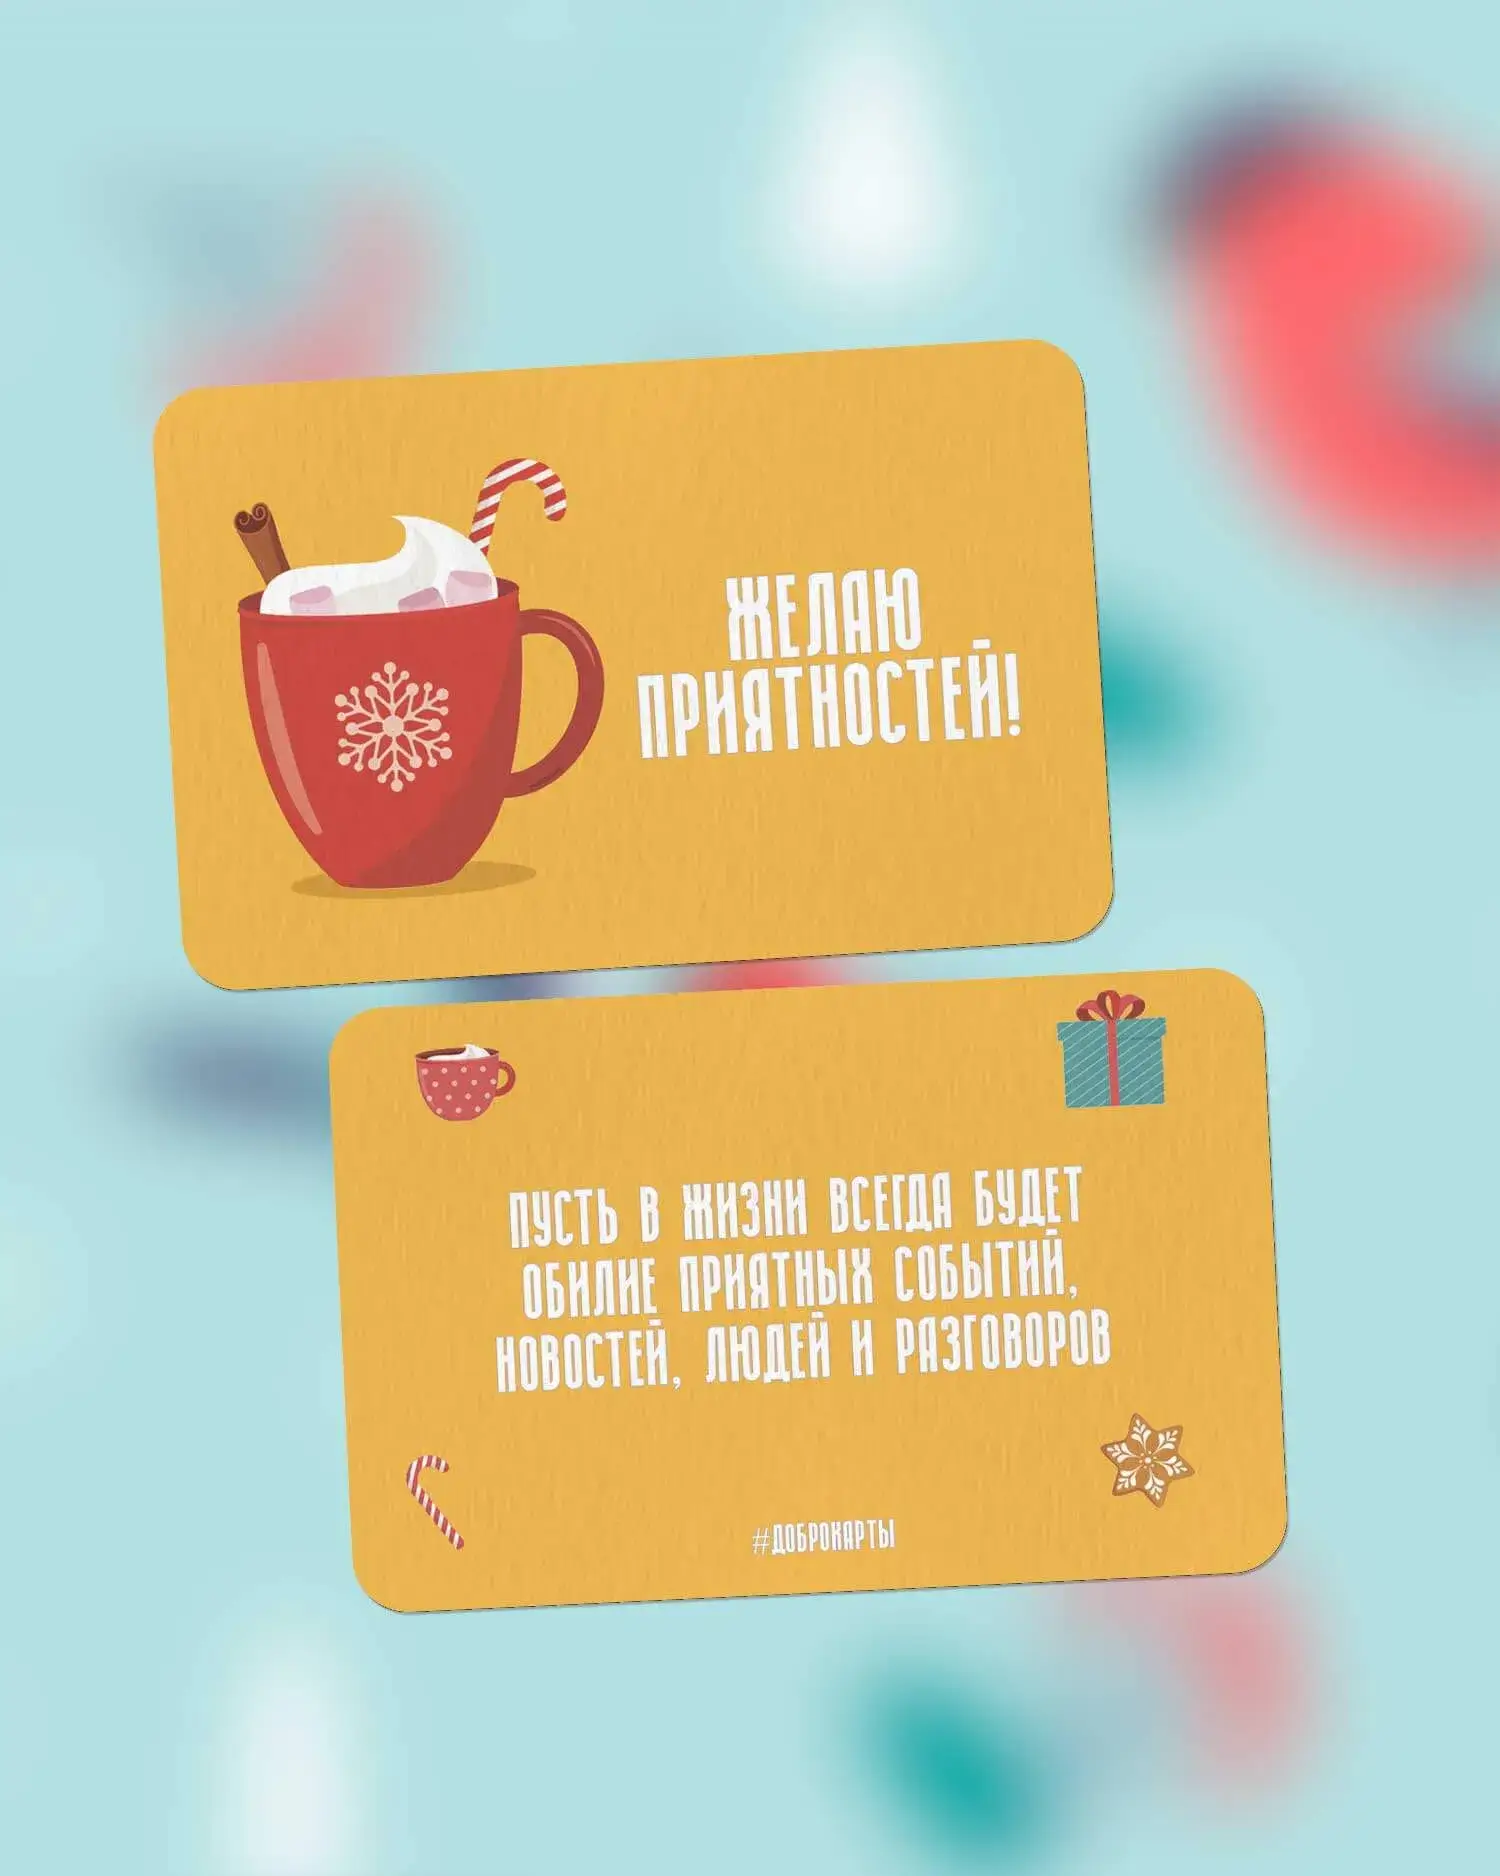 ЖЕЛАЮ
ПРИЯТНОСТЕЙ!
ПУСТЬ В ЖИЗНИ ВСЕГДА БУДЕТ
ОБИЛИЕ ПРИЯТНЫХ СОБЫТИЙ,
НОВОСТЕЙ, ЛЮДЕЙ И РАЗГОВОРОВ
#ДОБРОКАРТЫ